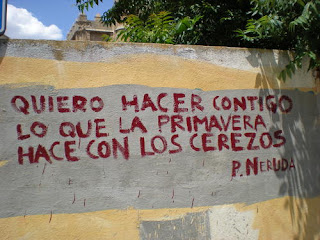 QUIERO HACER CONTIGO
LO QUE LA PRIMAVERA
HACE CON LOS CEREZOS
P. NERUDA